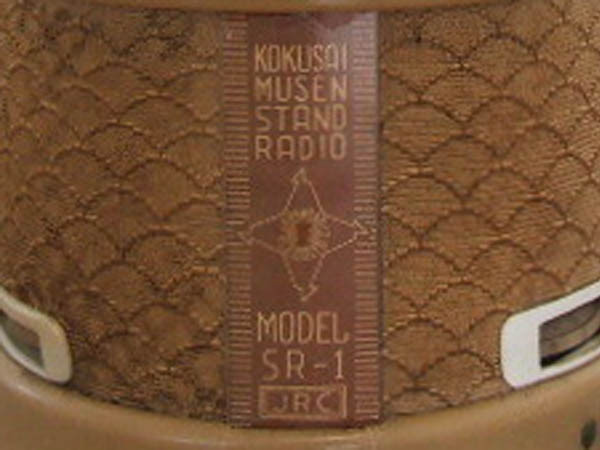 KOKUSAI
MUSEN
STAND
RADIO
MODEL
SR-1
JRC